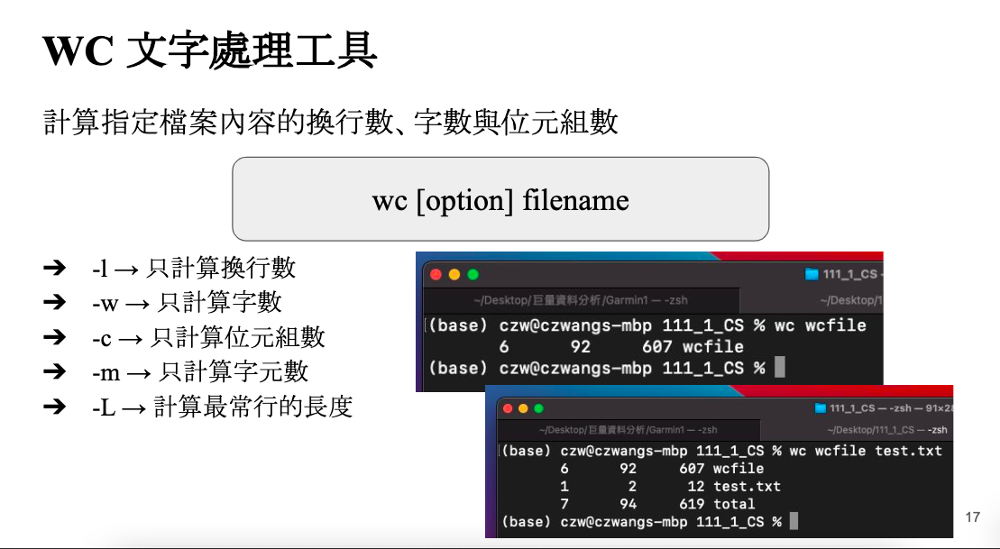 WC 文字處理工具
計算指定檔案內容的換行數、字數與位元組數
wc [option] filename
➔ -l → 只計算換行數
➔ -w → 只計算字數
➔ -c → 只計算位元組數
➔ -m → 只計算字元數
➔ -L → 計算最常行的長度
111_1_CS -
~/Desktop/巨量資料分析/Garmin1 — -zsh ~/Desktop/1
(base) czw@czwangs-mbp 111_1_CS % wc wcfile
6 92 607 wcfile
(base) czw@czwangs-mbp 111_1_CS %
111_1_CS — -zsh — 91×28
~/Desktop/巨量資料分析/Garmin1 — -zsh ~/Desktop/111_1_CS — -zsh
(base) czw@czwangs-mbp 111_1_CS % wc wcfile test.txt
6 92 607 wcfile
1 2 12 test.txt
7 94 619 total
(base) czw@czwangs-mbp 111_1_CS %
17